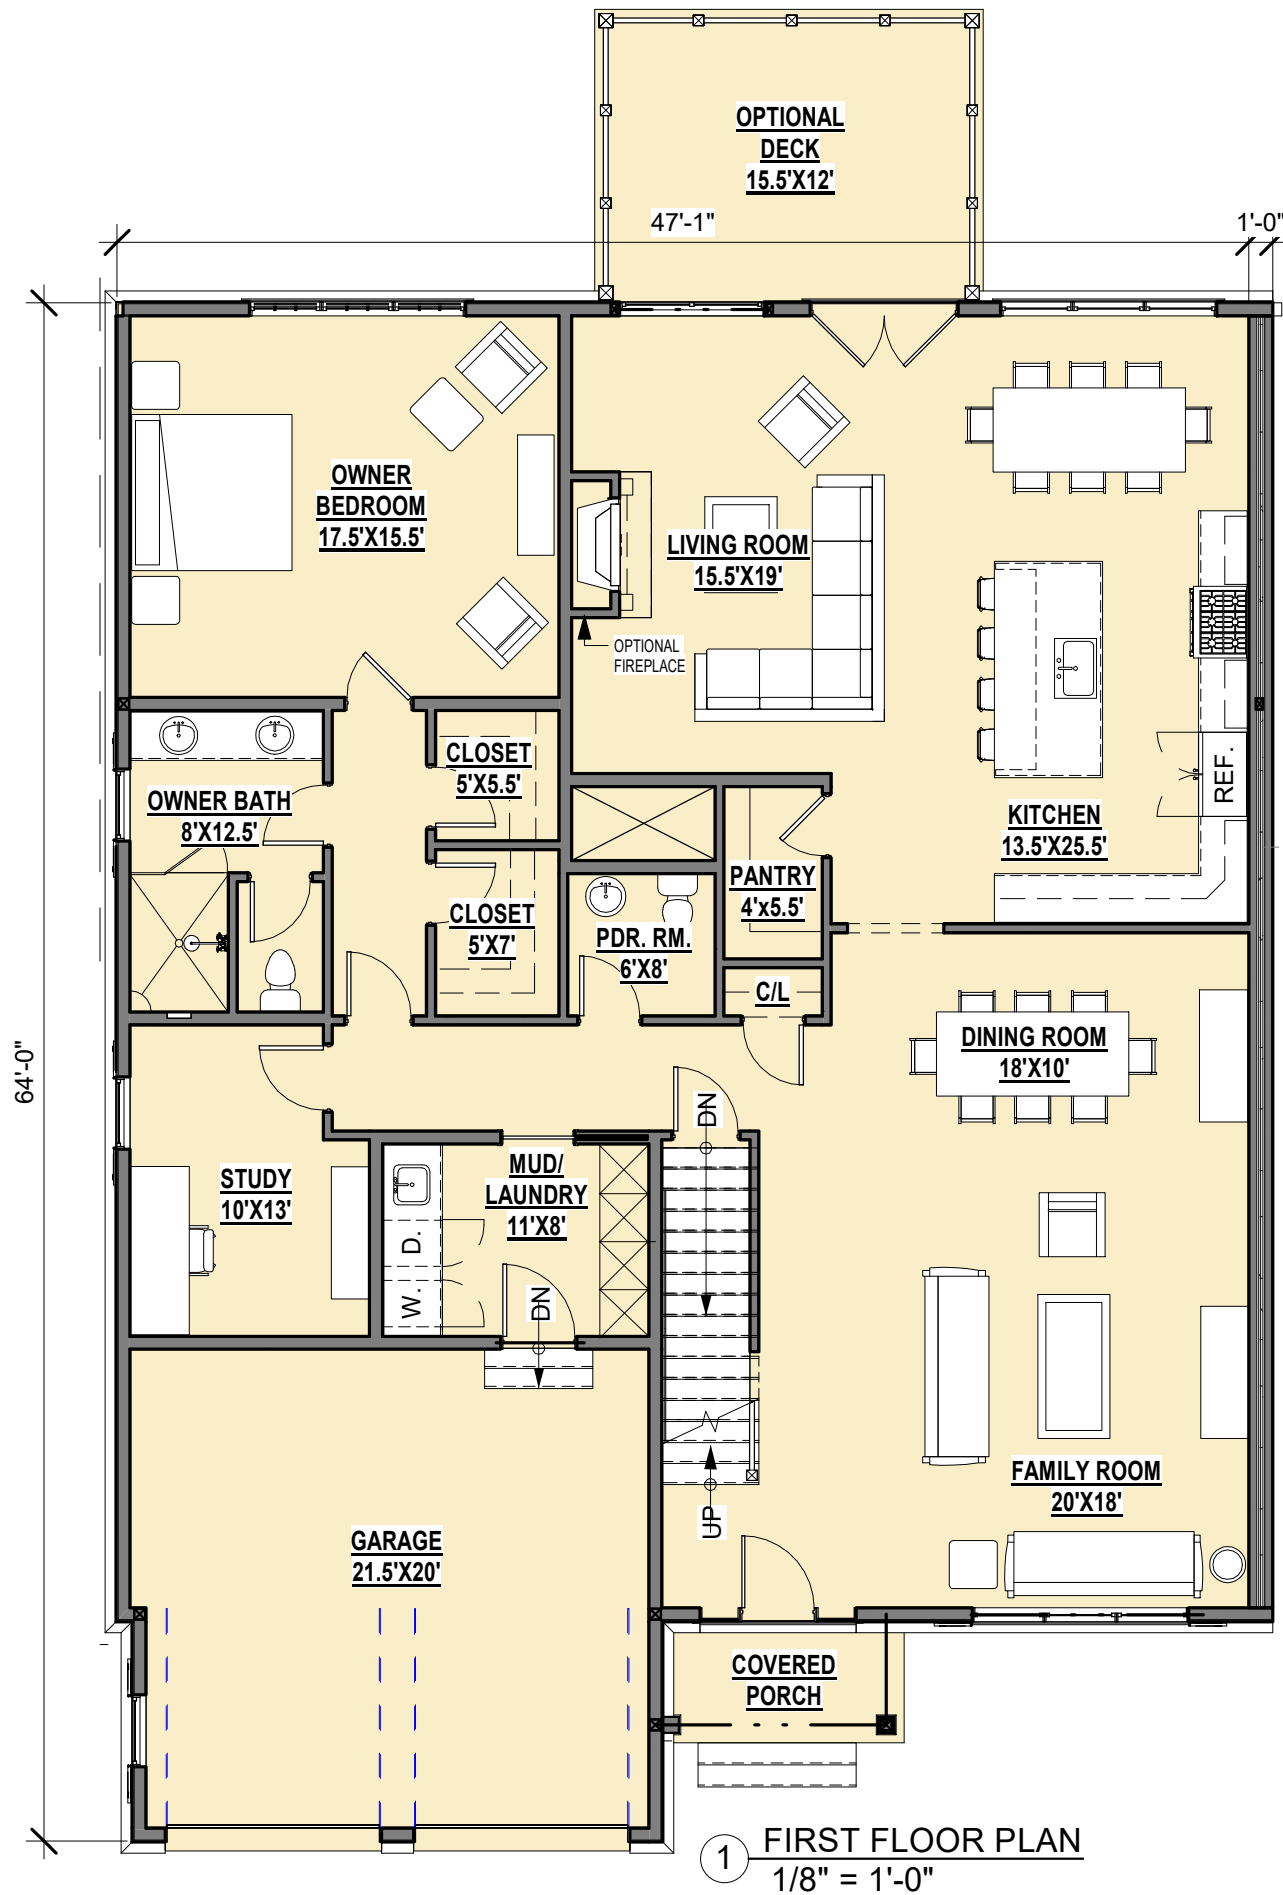 OPTIONAL
DECK
15.5'X12'
47'-1"
1'-0"
OWNER
BEDROOM
17.5'X15.5'
LIVING ROOM
15.5'X19'
OPTIONAL
FIREPLACE
CLOSET
5'X5.5'
OWNER BATH
8'X12.5'
REF.
KITCHEN
13.5'X25.5'
PANTRY
4'x5.5'
CLOSET
5'X7'
PDR. RM.
6'X8'
C/L
DINING ROOM
18'X10'
64'-0"
DN
STUDY
10'X13'
MUD/
LAUNDRY
11'X8'
D.
W.
DN
FAMILY ROOM
20'X18'
UP
GARAGE
21.5'X20'
COVERED
PORCH
1 FIRST FLOOR PLAN
1/8" = 1'-0"